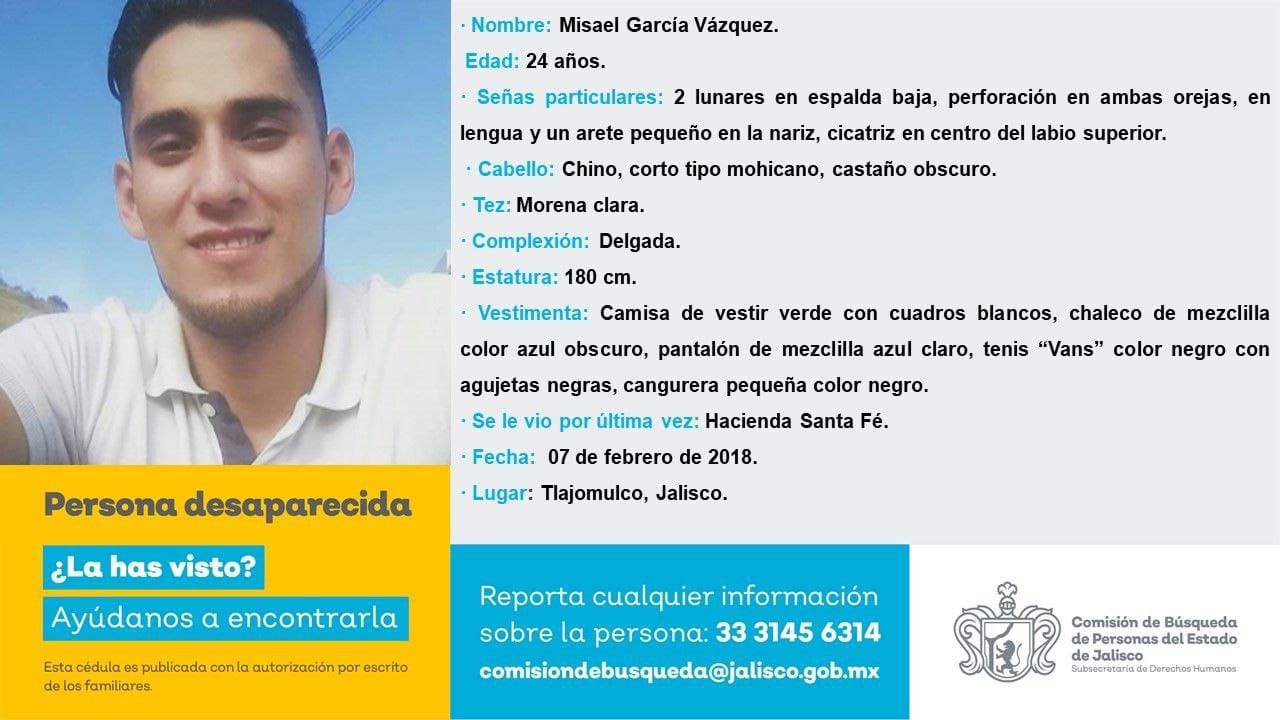 · Nombre: Misael García Vázquez.
Edad: 24 años.
· Señas particulares: 2 lunares en espalda baja, perforación en ambas orejas, en
lengua y un arete pequeño en la nariz, cicatriz en centro del labio superior.
· Cabello: Chino, corto tipo mohicano, castaño obscuro.
· Tez: Morena clara.
· Complexión: Delgada.
· Estatura: 180 cm.
· Vestimenta: Camisa de vestir verde con cuadros blancos, chaleco de mezclilla
color azul obscuro, pantalón de mezclilla azul claro, tenis “Vans” color negro con
agujetas negras, cangurera pequeña color negro.
· Se le vio por última vez: Hacienda Santa Fé.
· Fecha: 07 de febrero de 2018.
· Lugar: Tlajomulco, Jalisco.
Persona desaparecida
¿La has visto?
Ayúdanos a encontrarla
Esta cédula es publicada con la autorización por escrito
de los familiares.
Reporta cualquier información
sobre la persona: 33 3145 6314
comisiondebusqueda@jalisco.gob.mx
Comisión de Búsqueda
de Personas del Estado
de Jalisco
Subsecretaría de Derechos Humanos